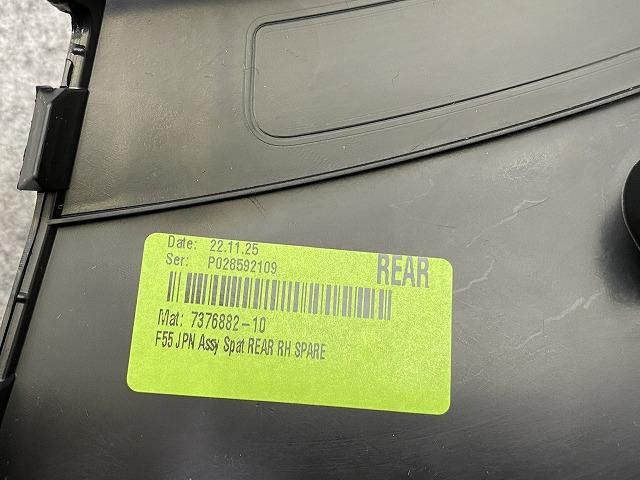 Date: 22.11.25
Ser: P028592109
REAR
Mat: 7376882-10
F55 JPN Assy Spat REAR RH SPARE